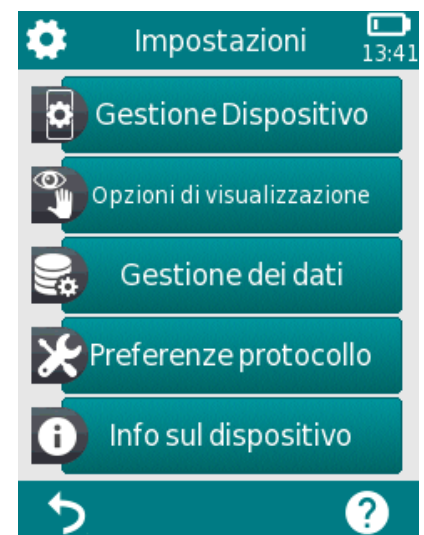 Impostazioni
13:41
Gestione Dispositivo
Opzioni di visualizzazione
Gestione dei dati
Preferenze protocollo
Info sul dispositivo